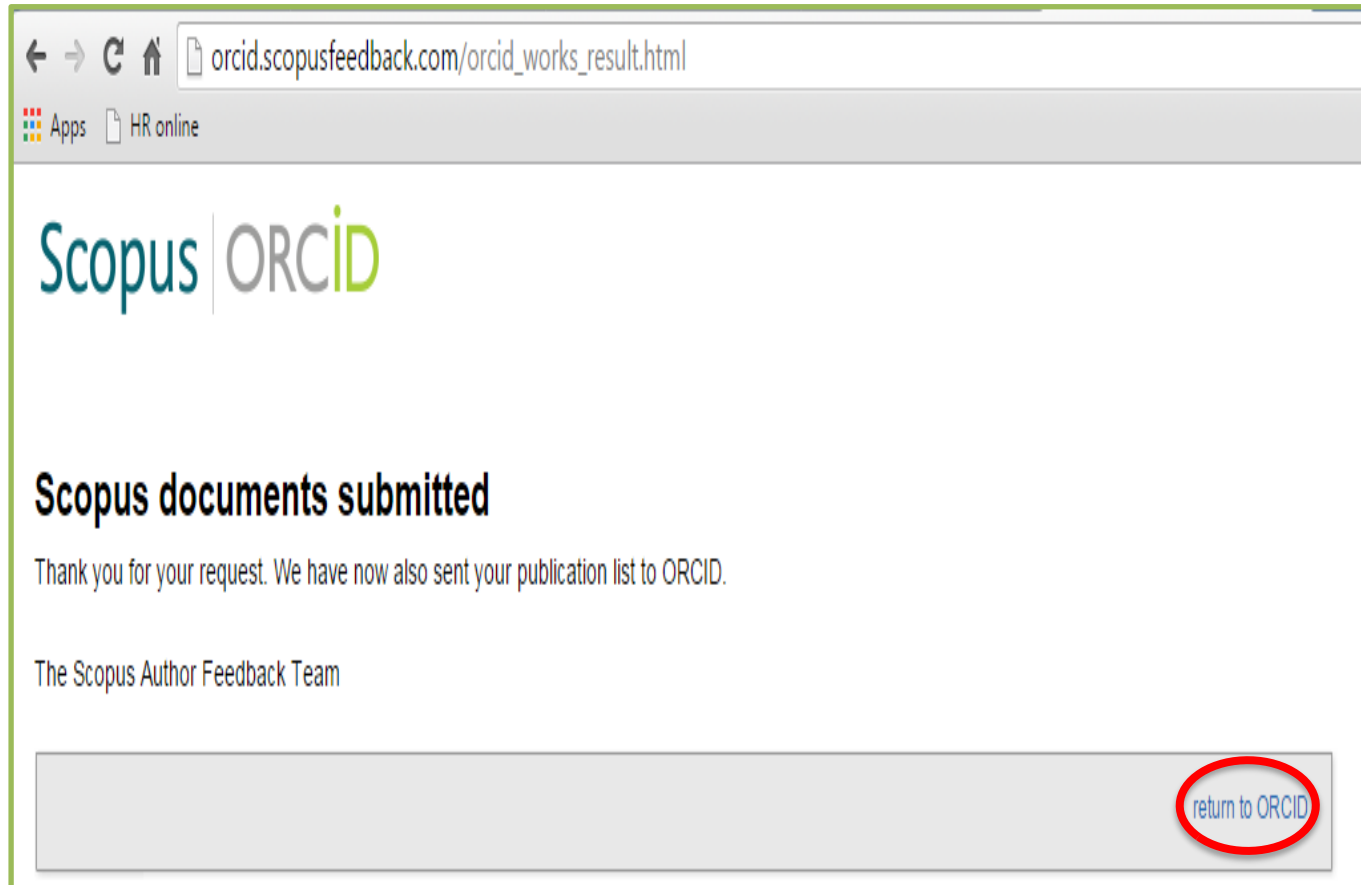 orcid.scopusfeedback.com/orcid_works_result.html
Apps HR online
Scopus ORCiD
Scopus documents submitted
Thank you for your request. We have now also sent your publication list to ORCID.
The Scopus Author Feedback Team
return to ORCID